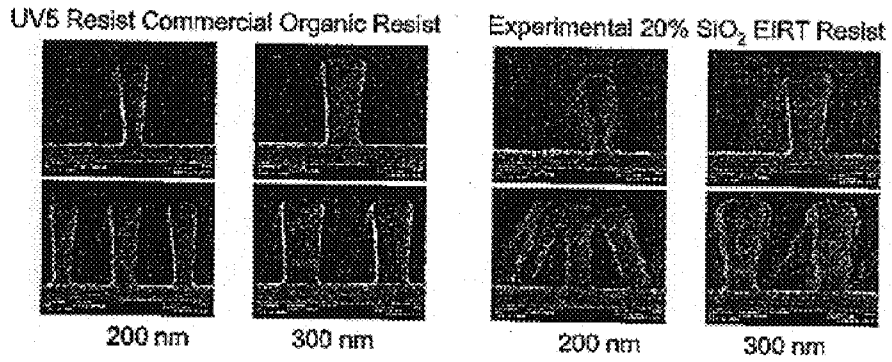 UV5 Resist Commercial Organic Resist
Experimental 20% SiO₂ EIRT Resist
200 nm
300 nm
200 nm
300 nm